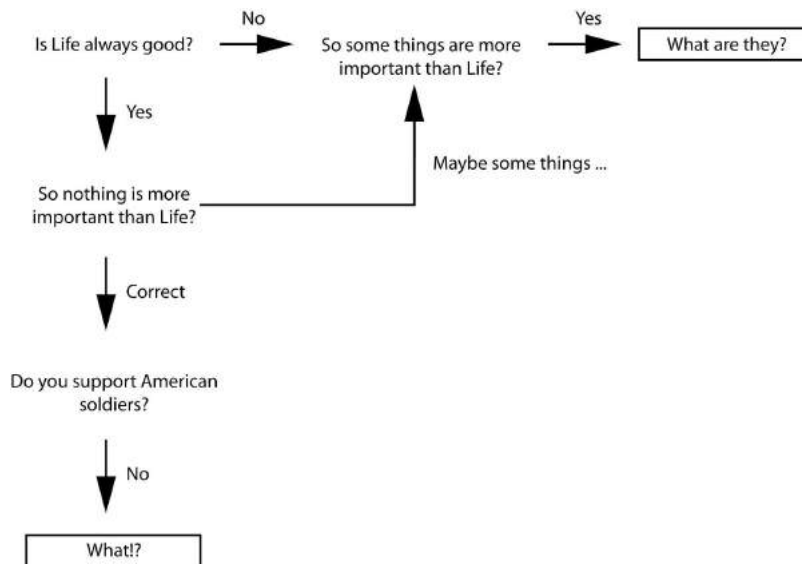 No
Yes
Is Life always good?
So some things are more
important than Life?
What are they?
Yes
Maybe some things ...
So nothing is more
important than Life?
Correct
Do you support American
soldiers?
No
What!?